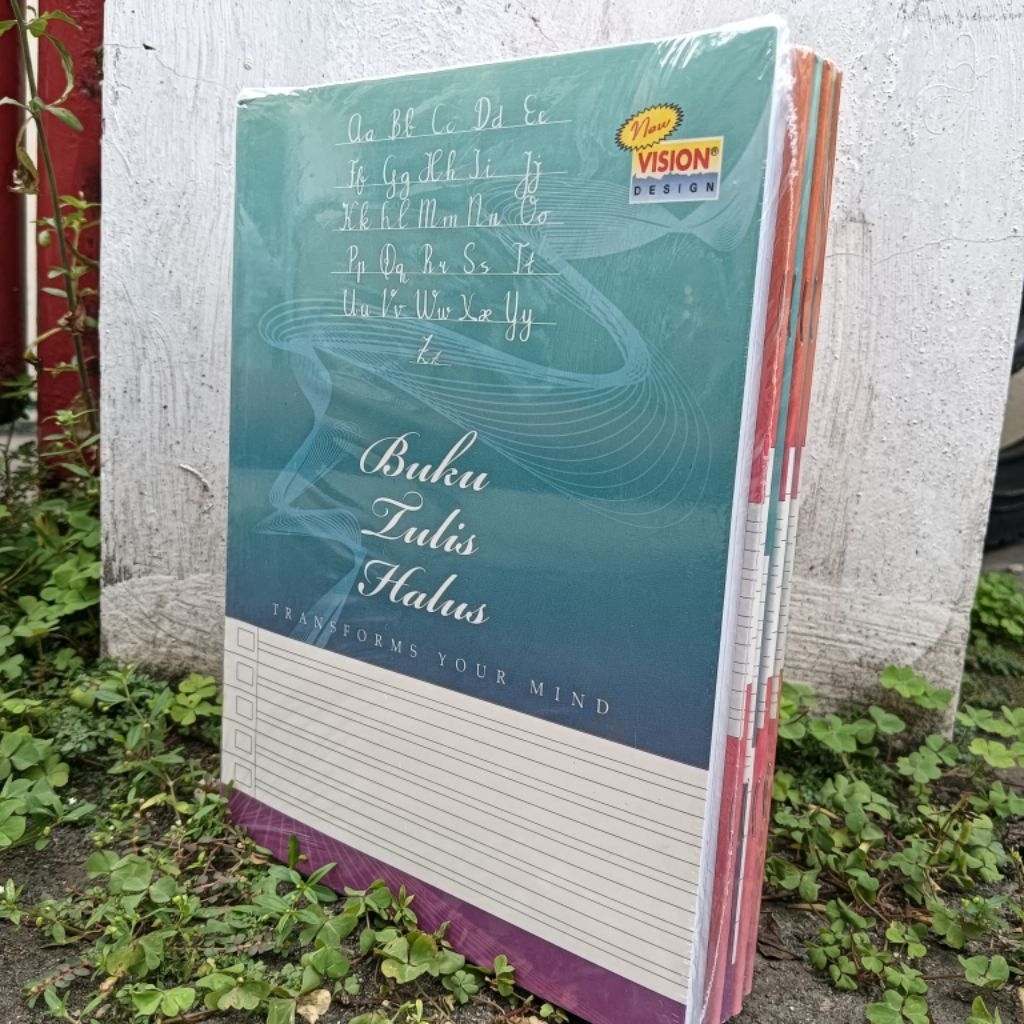 Aa Bb Cc Dd Ee
Ff Gg Hh Ii Jj
Kk Ll Mm Nn Oo
Pp Qq Rr Ss Tt
Uu Vv Ww Xx Yy
Zz
New
VISION®
DESIGN
Buku
Tulis
Halus
TRANSFORMS YOUR MIND